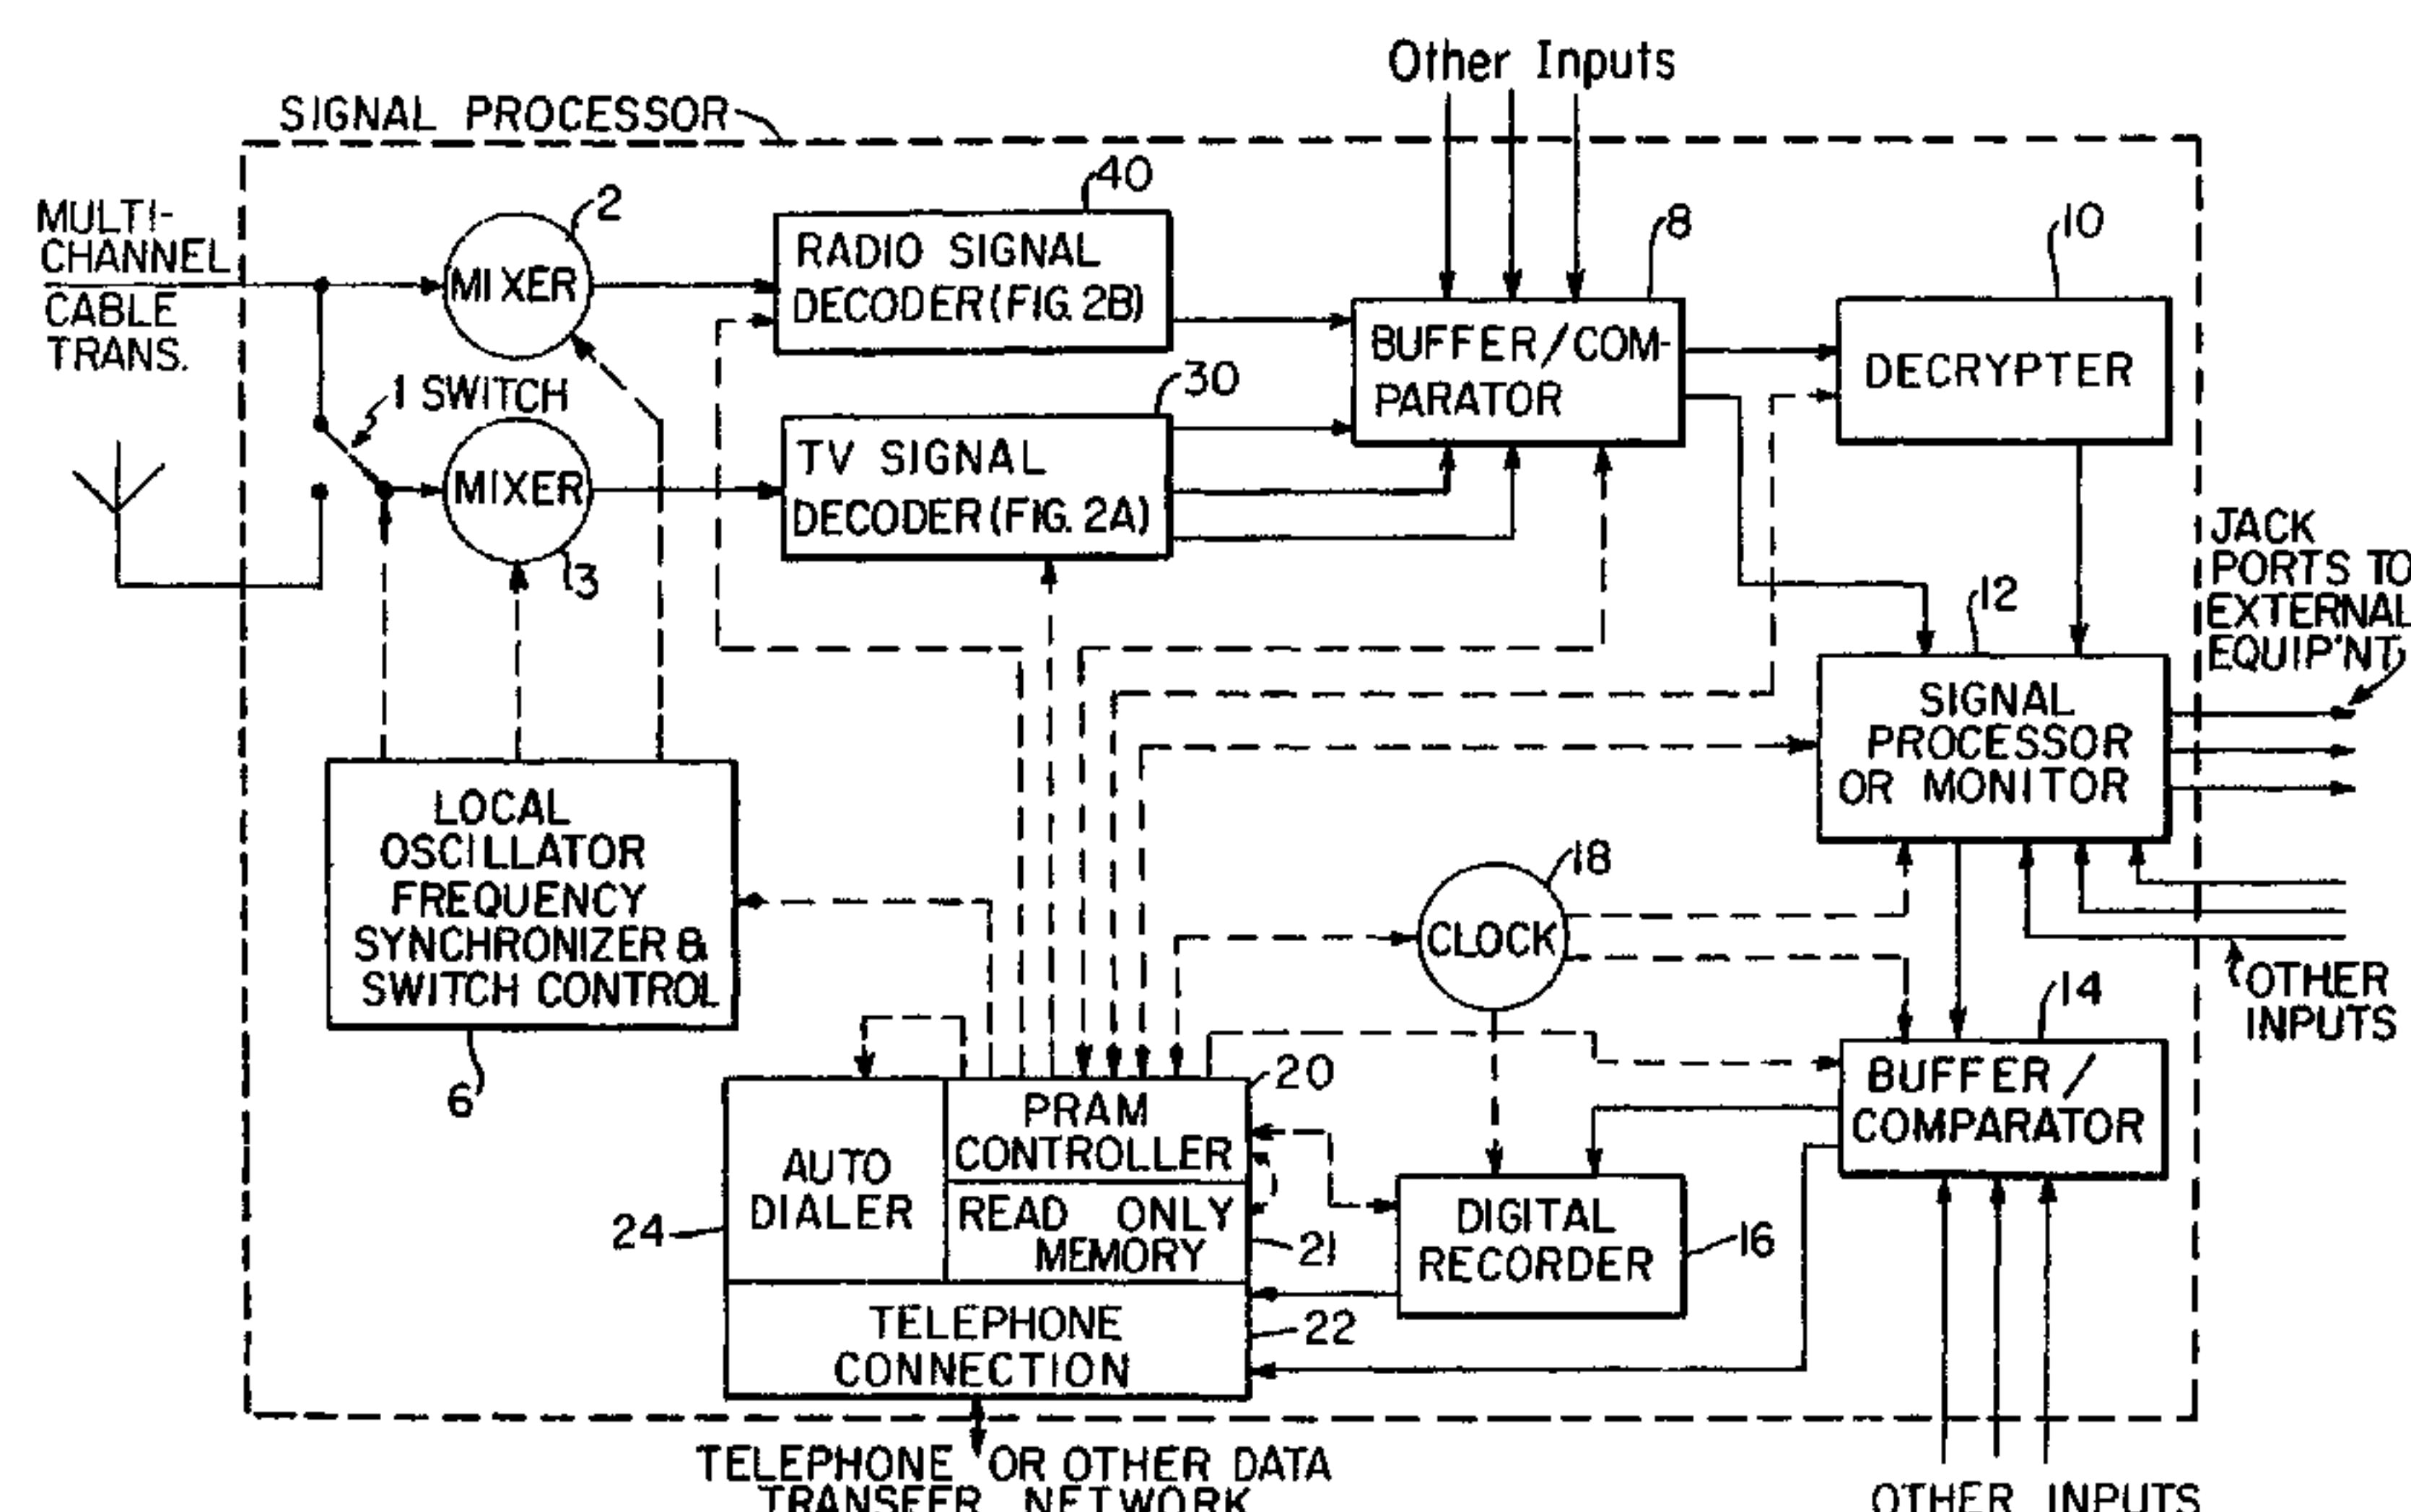 Other Inputs
SIGNAL PROCESSOR
MULTI-
CHANNEL
CABLE
TRANS.
2
MIXER
40
RADIO SIGNAL
DECODER (FIG. 2B)
8
BUFFER/COM-
PARATOR
10
DECRYPTER
1 SWITCH
MIXER
3
30
TV SIGNAL
DECODER (FIG. 2A)
JACK
PORTS TO
EXTERNAL
EQUIP'NT
12
SIGNAL
PROCESSOR
OR MONITOR
LOCAL
OSCILLATOR
FREQUENCY
SYNCHRONIZER &
SWITCH CONTROL
6
18
CLOCK
OTHER
INPUTS
14
BUFFER/
COMPARATOR
20
PRAM
CONTROLLER
AUTO
DIALER
24
READ ONLY
MEMORY
21
DIGITAL
RECORDER
16
TELEPHONE
CONNECTION
22
TELEPHONE OR OTHER DATA
TRANSFER NETWORK
OTHER INPUTS